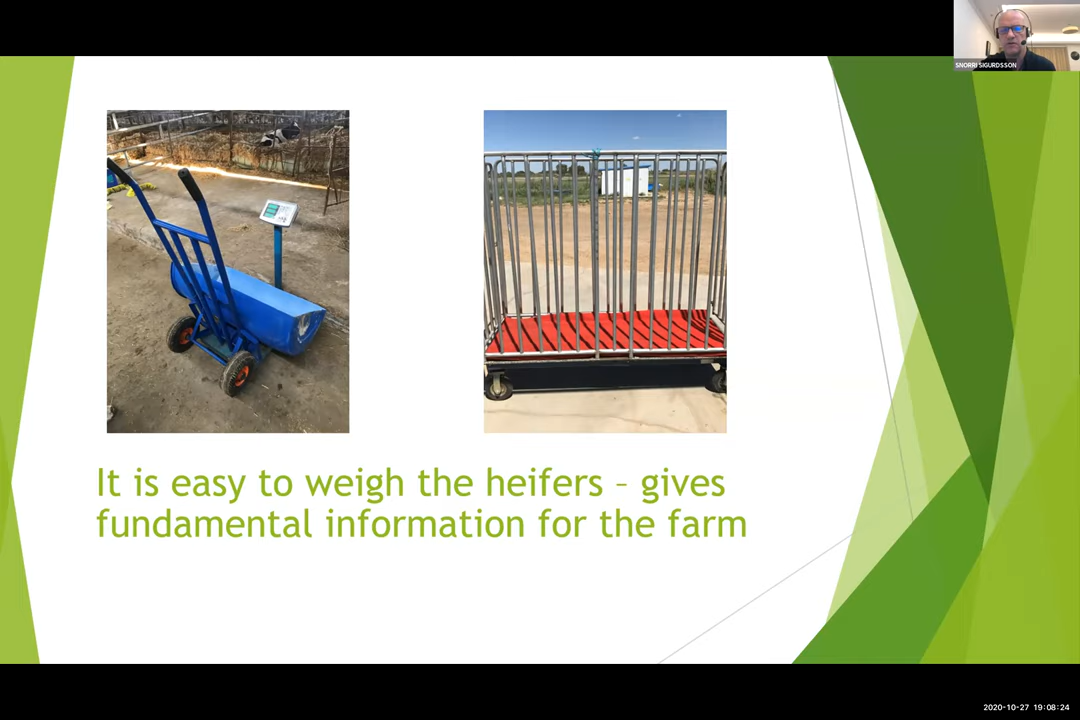 SNORRI SIGURDSSON
It is easy to weigh the heifers – gives
fundamental information for the farm
2020-10-27 19:08:24